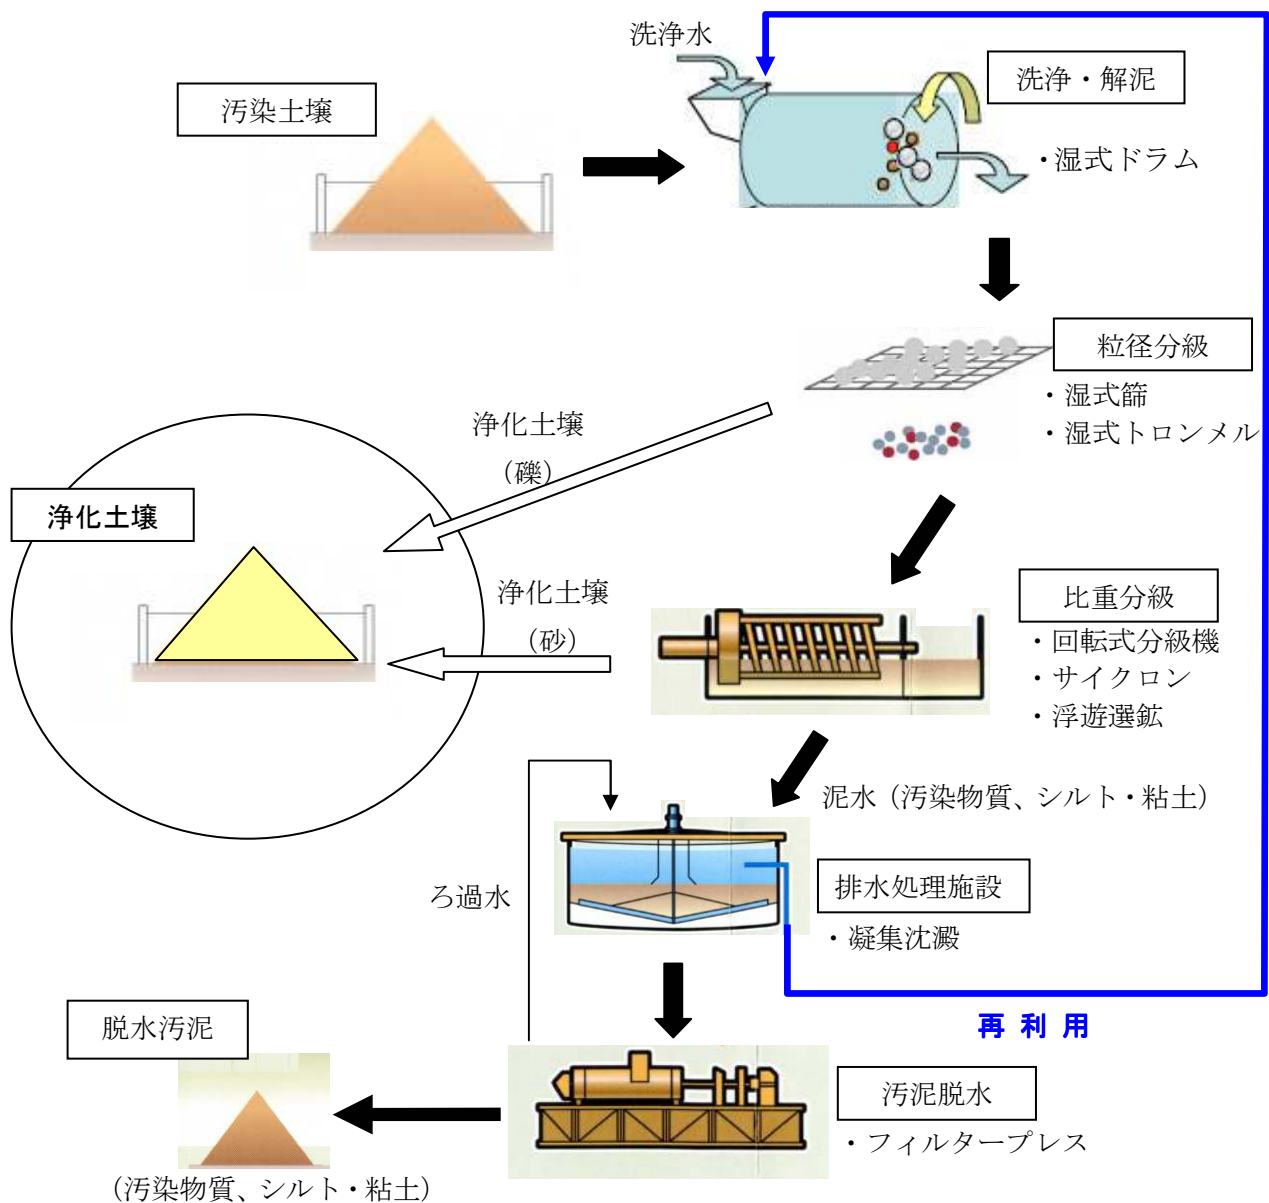 洗浄水
汚染土壌
洗浄・解泥
・湿式ドラム
粒径分級
・湿式篩
・湿式トロンメル
浄化土壌
（礫）
浄化土壌
浄化土壌
（砂）
比重分級
・回転式分級機
・サイクロン
・浮遊選鉱
泥水（汚染物質、シルト・粘土）
ろ過水
排水処理施設
・凝集沈澱
再利用
脱水汚泥
（汚染物質、シルト・粘土）
汚泥脱水
・フィルタープレス